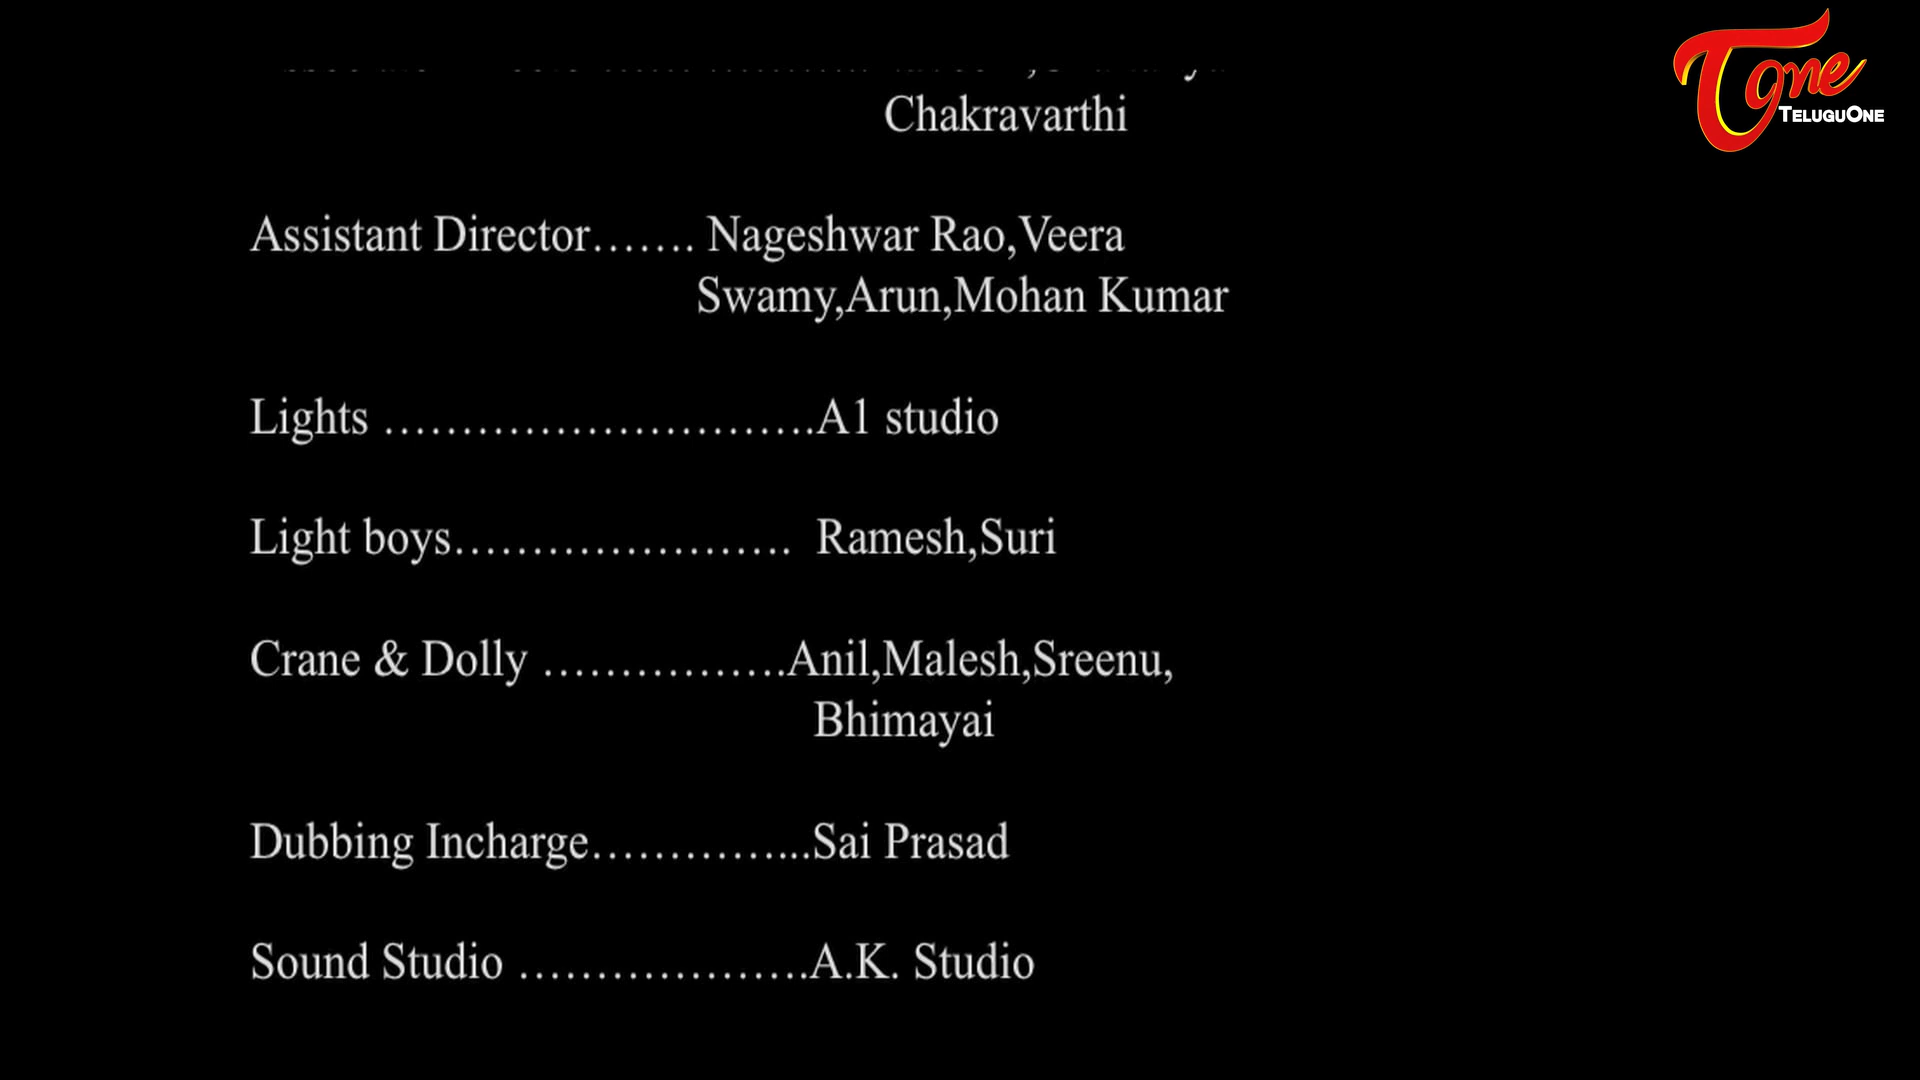 Chakravarthi
Assistant Director……. Nageshwar Rao,Veera
Swamy,Arun,Mohan Kumar
Lights ……………………….A1 studio
Light boys…………………. Ramesh,Suri
Crane & Dolly …………….Anil,Malesh,Sreenu,
Bhimayai
Dubbing Incharge…………...Sai Prasad
Sound Studio ……………….A.K. Studio
Tone
TELUGUONE